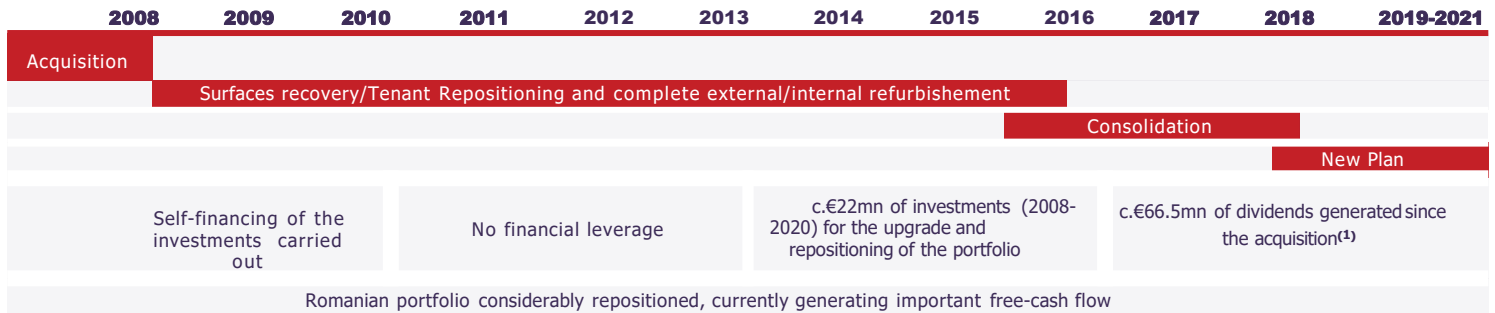 2008 2009 2010 2011 2012 2013 2014 2015 2016 2017 2018 2019-2021
Acquisition
Surfaces recovery/Tenant Repositioning and complete external/internal refurbishement
Consolidation
New Plan
Self-financing of the
investments carried
out
No financial leverage
c.€22mn of investments (2008-
2020) for the upgrade and
repositioning of the portfolio
c.€66.5mn of dividends generated since
the acquisition(1)
Romanian portfolio considerably repositioned, currently generating important free-cash flow